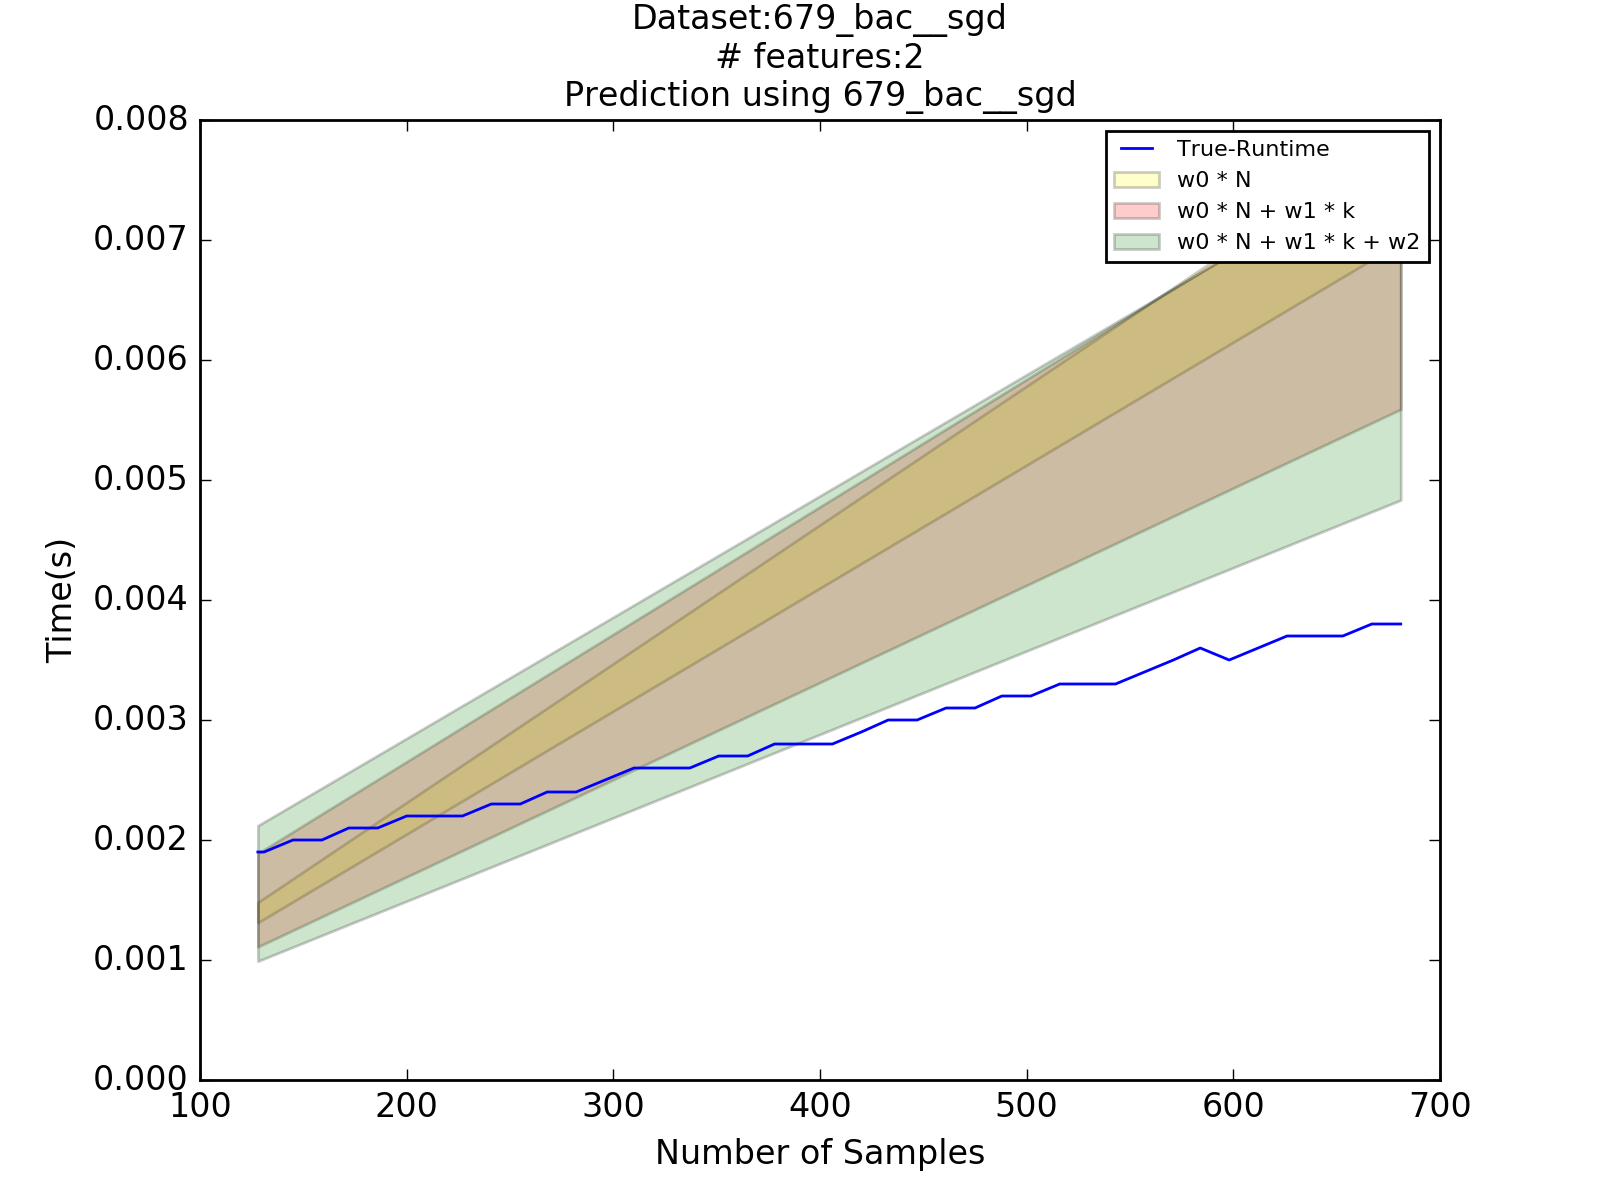 Dataset:679_bac__sgd
# features:2
Prediction using 679_bac__sgd
0.008
0.007
0.006
0.005
0.004
0.003
0.002
0.001
0.000
Time(s)
True-Runtime
w0 * N
w0 * N + w1 * k
w0 * N + w1 * k + w2
100 200 300 400 500 600 700
Number of Samples